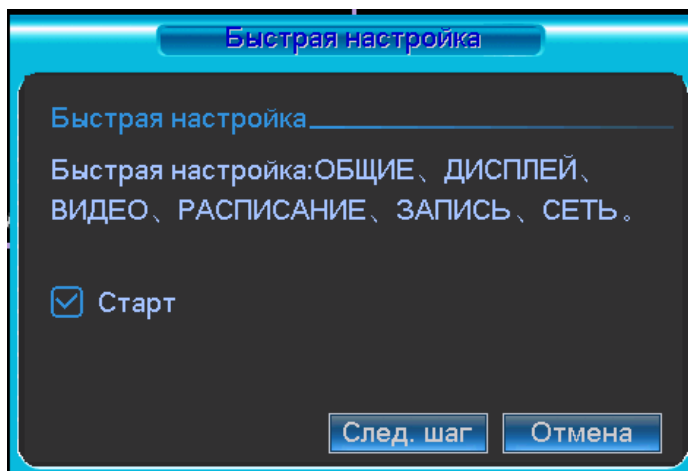 Быстрая настройка
Быстрая настройка
Быстрая настройка:ОБЩИЕ、ДИСПЛЕЙ、
ВИДЕО、РАСПИСАНИЕ、ЗАПИСЬ、СЕТЬ。
Старт
След. шаг Отмена